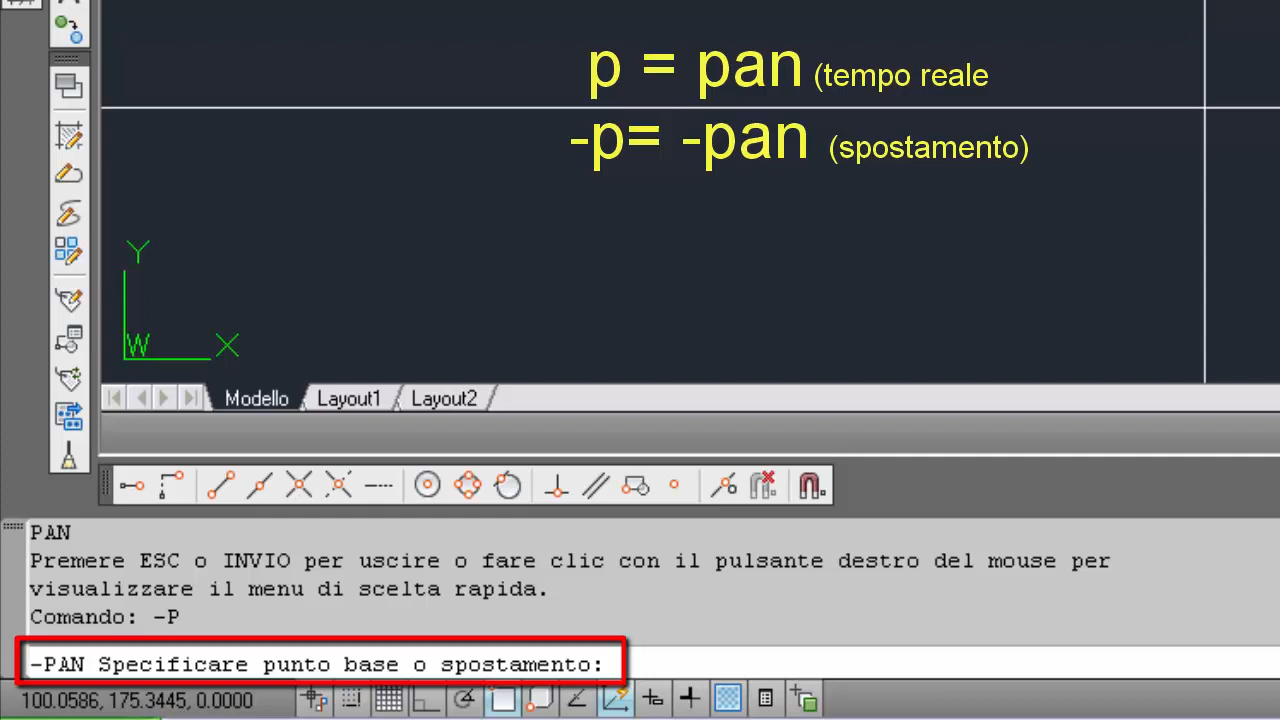 p = pan (tempo reale
-p= -pan (spostamento)
Y
W X
Modello Layout1 Layout2
PAN
Premere ESC o INVIO per uscire o fare clic con il pulsante destro del mouse per
visualizzare il menu di scelta rapida.
Comando: -P
-PAN Specificare punto base o spostamento:
100.0586, 175.3445, 0.0000